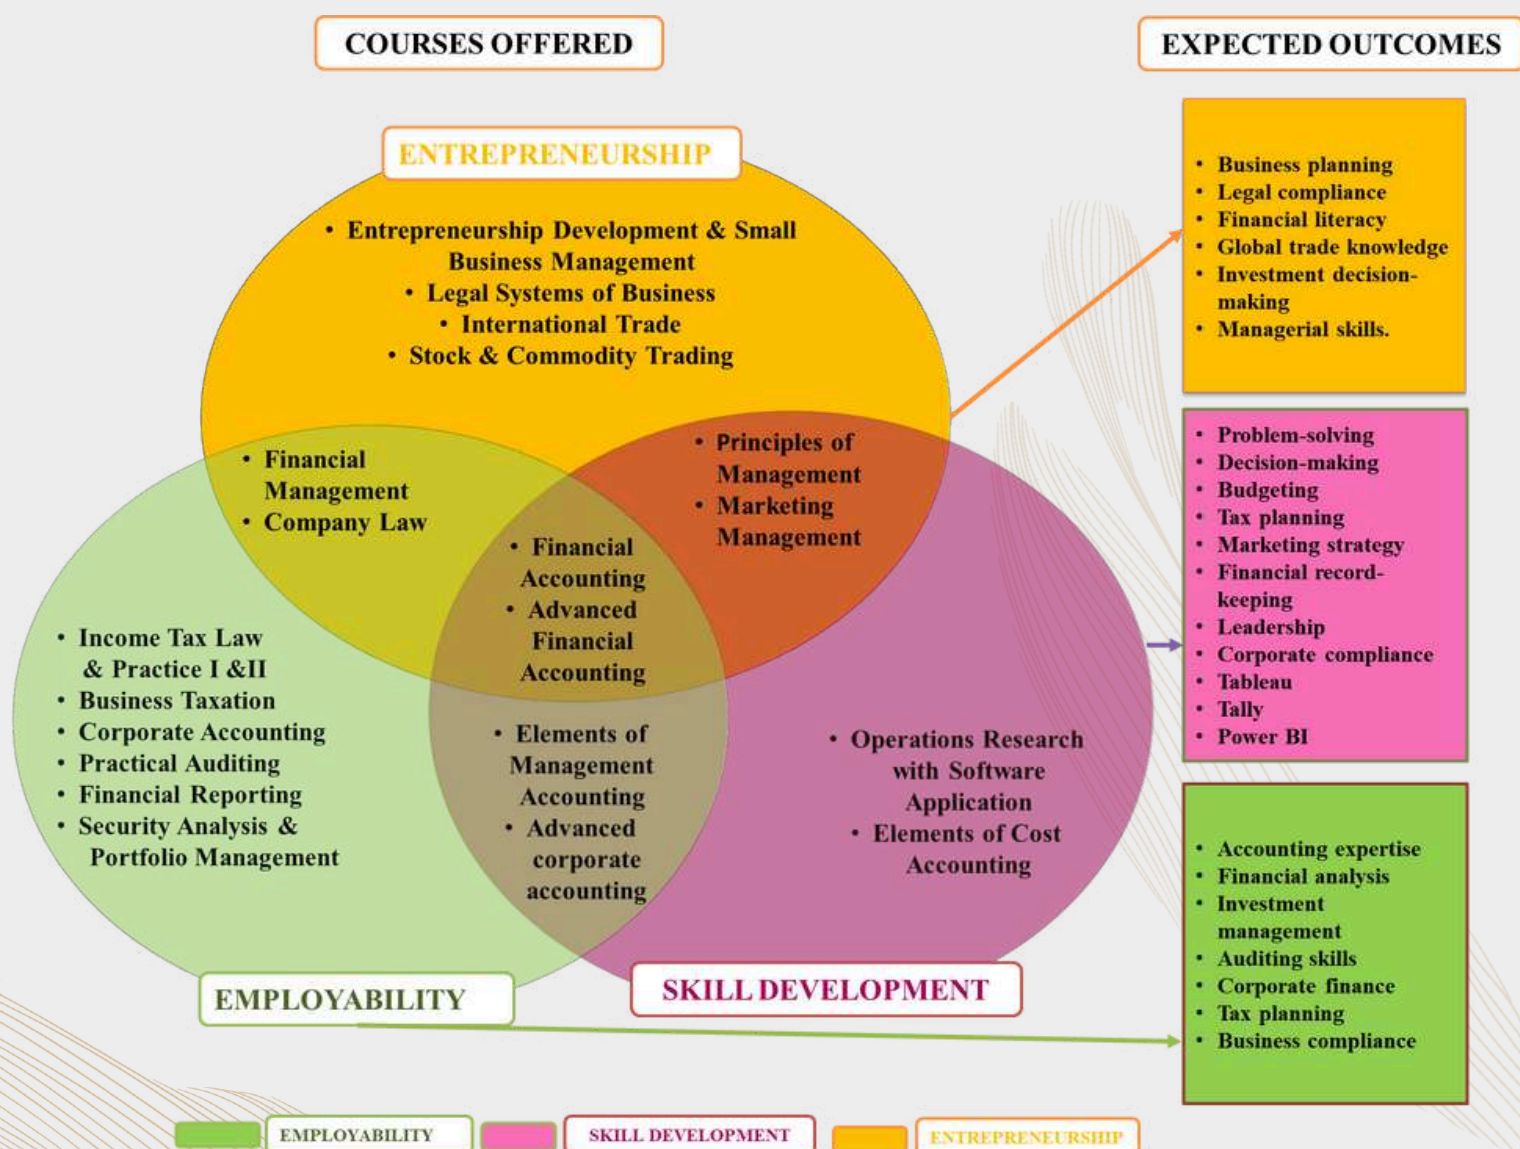 COURSES OFFERED
EXPECTED OUTCOMES
ENTREPRENEURSHIP
• Entrepreneurship Development & Small
Business Management
• Legal Systems of Business
• International Trade
• Stock & Commodity Trading
• Financial
Management
• Company Law
• Principles of
Management
• Marketing
Management
• Financial
Accounting
• Advanced
Financial
Accounting
• Income Tax Law
& Practice I &II
• Business Taxation
• Corporate Accounting
• Practical Auditing
• Financial Reporting
• Security Analysis &
Portfolio Management
• Elements of
Management
Accounting
• Advanced
corporate
accounting
• Operations Research
with Software
Application
• Elements of Cost
Accounting
EMPLOYABILITY
SKILL DEVELOPMENT
• Business planning
• Legal compliance
• Financial literacy
• Global trade knowledge
• Investment decision-
making
• Managerial skills.
• Problem-solving
• Decision-making
• Budgeting
• Tax planning
• Marketing strategy
• Financial record-
keeping
• Leadership
• Corporate compliance
• Tableau
• Tally
• Power BI
• Accounting expertise
• Financial analysis
• Investment
management
• Auditing skills
• Corporate finance
• Tax planning
• Business compliance
EMPLOYABILITY
SKILL DEVELOPMENT
ENTREPRENEURSHIP